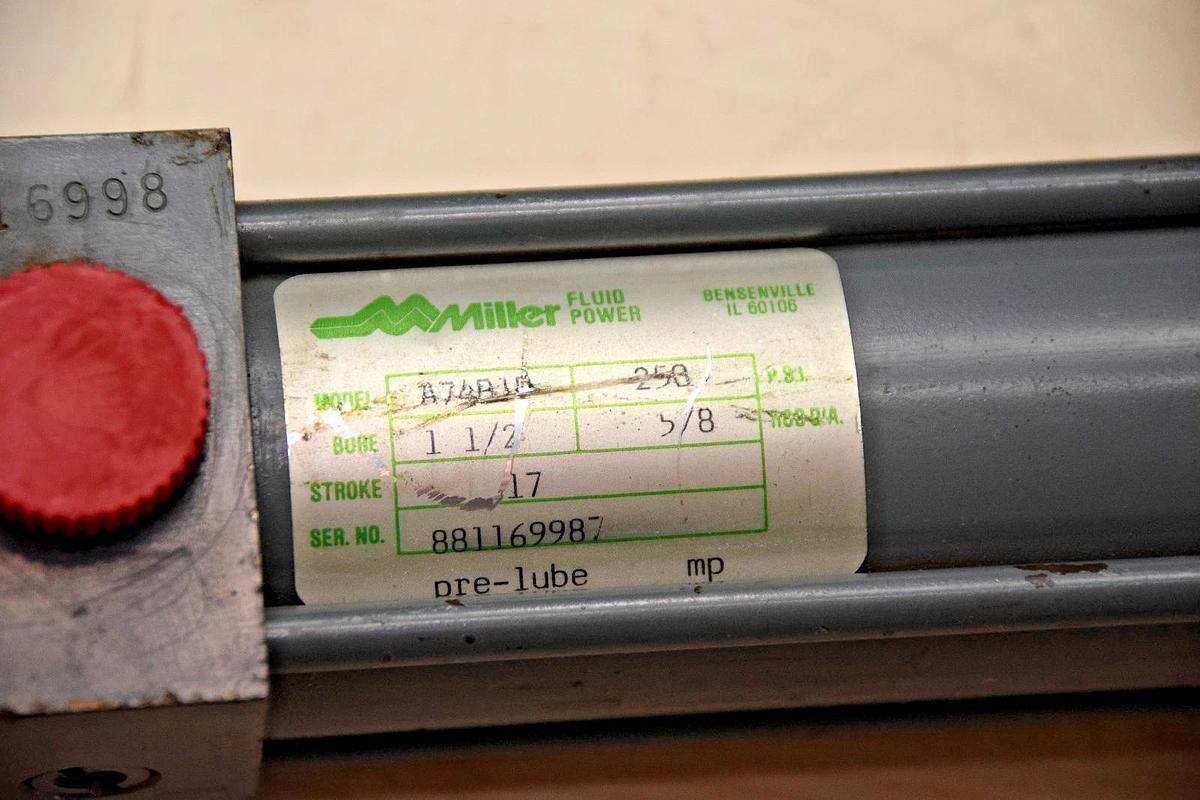 6998
Miller FLUID POWER
BENSENVILLE
IL 60106
MODEL 250 P.S.I.
BORE 1 1/2 5/8 ROD DIA.
STROKE 17
SER. NO. 881169987
pre-lube mp